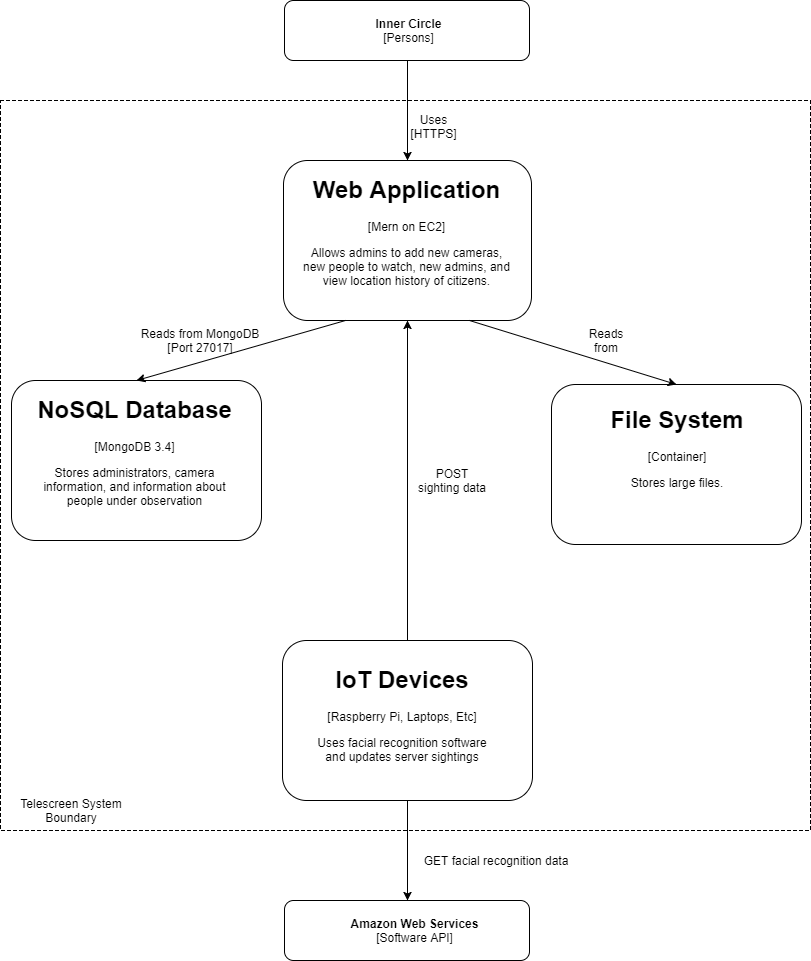 Inner Circle
[Persons]
Uses
[HTTPS]
Web Application
[Mern on EC2]
Allows admins to add new cameras,
new people to watch, new admins, and
view location history of citizens.
Reads from MongoDB
[Port 27017]
Reads
from
NoSQL Database
[MongoDB 3.4]
Stores administrators, camera
information, and information about
people under observation
File System
[Container]
Stores large files.
POST
sighting data
IoT Devices
[Raspberry Pi, Laptops, Etc]
Uses facial recognition software
and updates server sightings
Telescreen System
Boundary
GET facial recognition data
Amazon Web Services
[Software API]